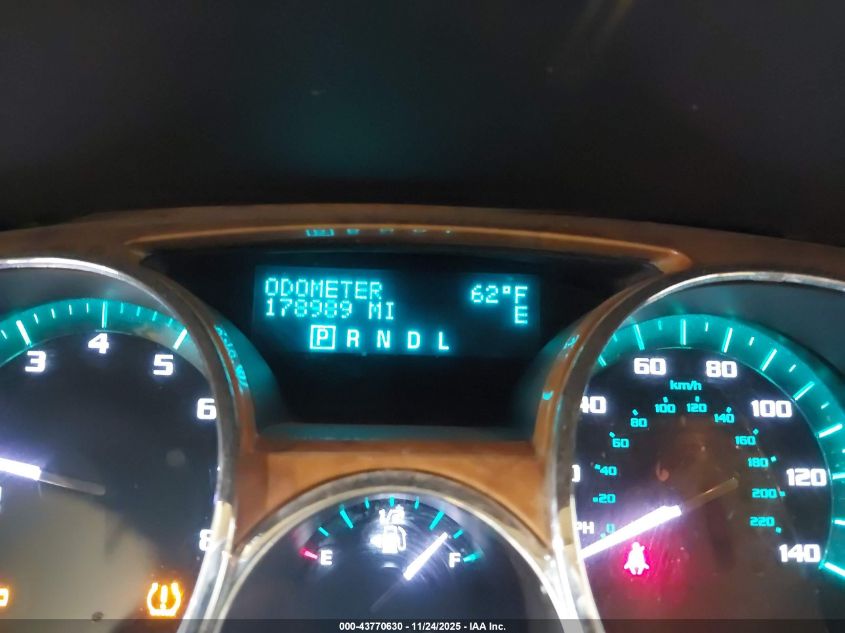 ODOMETER 62°F
178989 MI E
P R N D L
3 4 5 6 8
60 80 100 120 140
km/h
0 20 40 60 80 100 120 140 160 180 200 220
1/2
E F
000-43770630 - 11/24/2025 - IAA Inc.